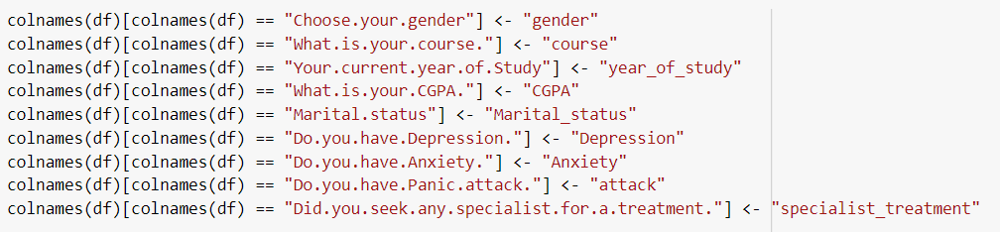 colnames(df)[colnames(df) == "Choose.your.gender"] <- "gender"
colnames(df)[colnames(df) == "What.is.your.course."] <- "course"
colnames(df)[colnames(df) == "Your.current.year.of.Study"] <- "year_of_study"
colnames(df)[colnames(df) == "What.is.your.CGPA."] <- "CGPA"
colnames(df)[colnames(df) == "Marital.status"] <- "Marital_status"
colnames(df)[colnames(df) == "Do.you.have.Depression."] <- "Depression"
colnames(df)[colnames(df) == "Do.you.have.Anxiety."] <- "Anxiety"
colnames(df)[colnames(df) == "Do.you.have.Panic.attack."] <- "attack"
colnames(df)[colnames(df) == "Did.you.seek.any.specialist.for.a.treatment."] <- "specialist_treatment"